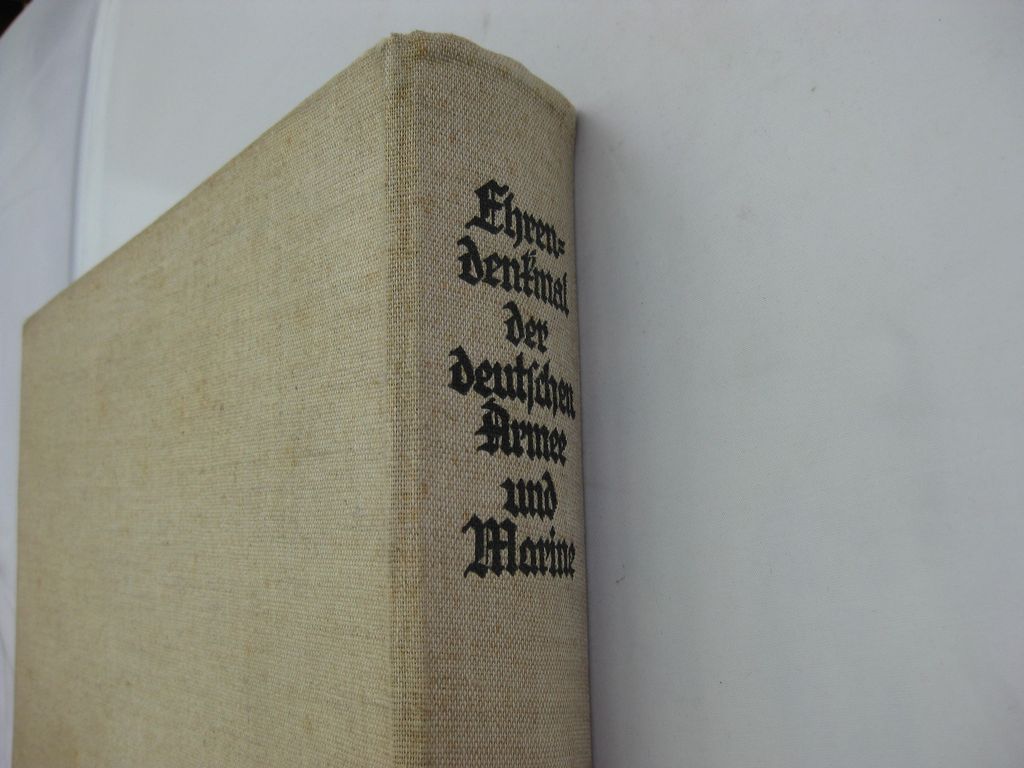 Ehren=
denkmal
der
deutschen
Armee
und
Marine